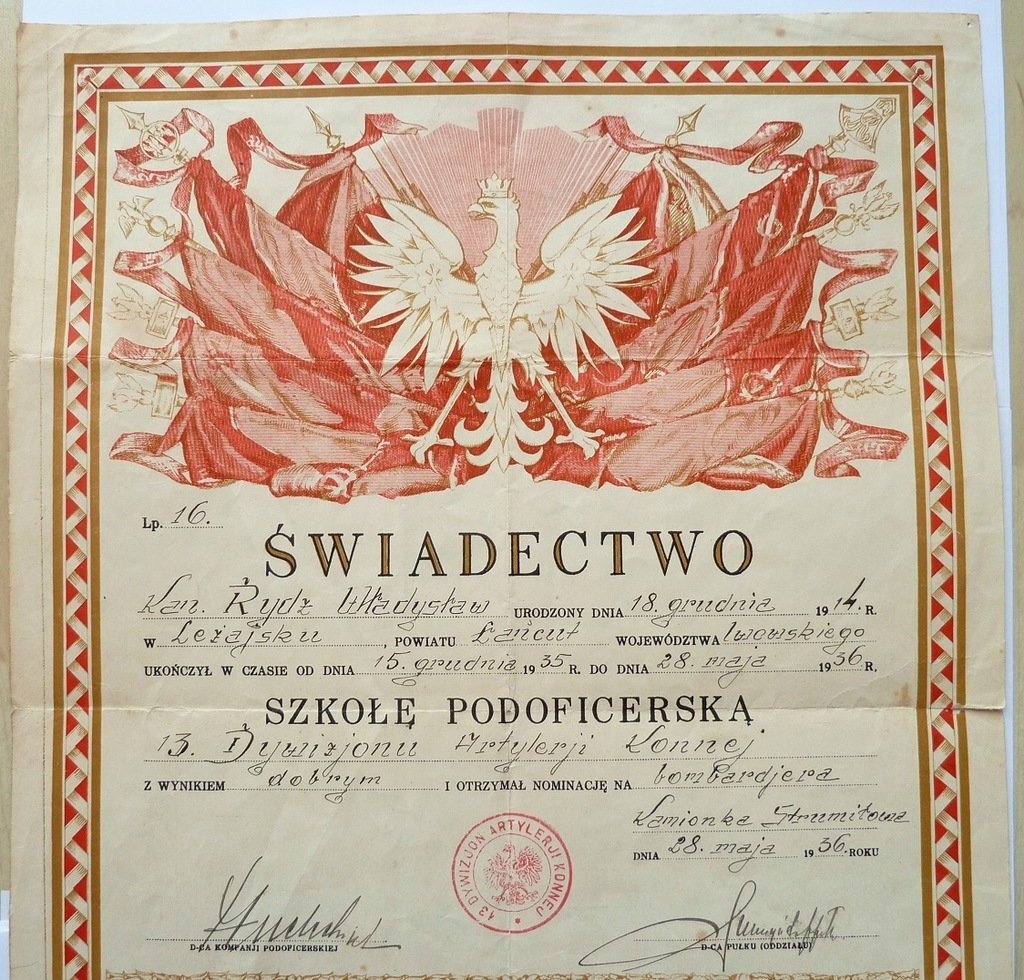 Lp. 16.
ŚWIADECTWO
Kan. Rydz Władysław URODZONY DNIA 18. grudnia 1914. R.
W Leżajsku, POWIATU Łańcut WOJEWÓDZTWA lwowskiego
UKOŃCZYŁ W CZASIE OD DNIA 15. grudnia 1935 R. DO DNIA 28. maja 1936 R.
SZKOŁĘ PODOFICERSKĄ
13. Dywizjonu Artylerji Konnej
Z WYNIKIEM dobrym I OTRZYMAŁ NOMINACJĘ NA bombardjera
Kamionka Strumiłowa
DNIA 28. maja 1936. ROKU
13 DYWIZJON ARTYLERJI KONNEJ
D-CA KOMPANJI PODOFICERSKIEJ D-CA PUŁKU (ODDZIAŁU)